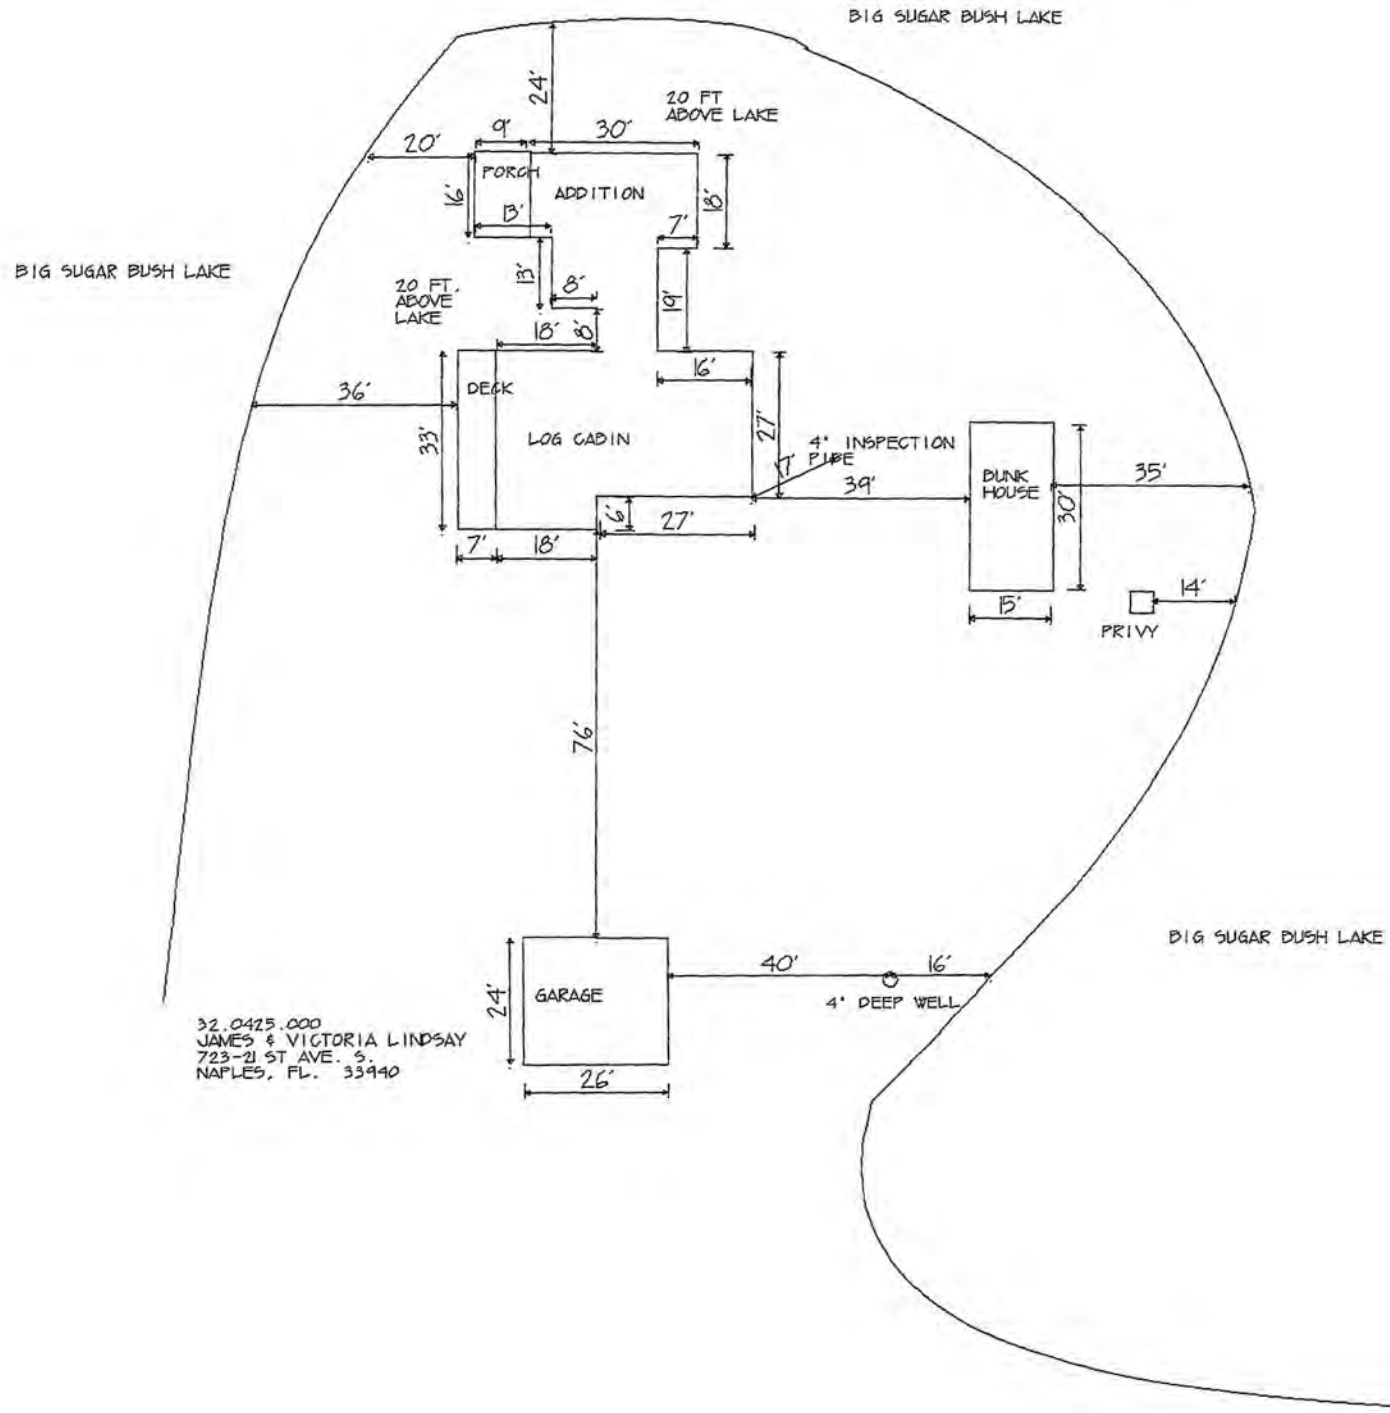 BIG SUGAR BUSH LAKE
24'
20 FT
ABOVE LAKE
9'
30'
20'
PORCH
ADDITION
16'
18'
13'
7'
BIG SUGAR BUSH LAKE
13'
20 FT.
ABOVE
LAKE
8'
19'
18'
8'
16'
DECK
36'
27'
33'
LOG CABIN
4" INSPECTION
PIPE
7'
39'
BUNK
HOUSE
35'
30'
6'
27'
7'
18'
14'
15'
PRIVY
76'
BIG SUGAR BUSH LAKE
40'
16'
24'
GARAGE
4" DEEP WELL
32.0425.000
JAMES & VICTORIA LINDSAY
723-21 ST AVE. S.
NAPLES, FL. 33940
26'